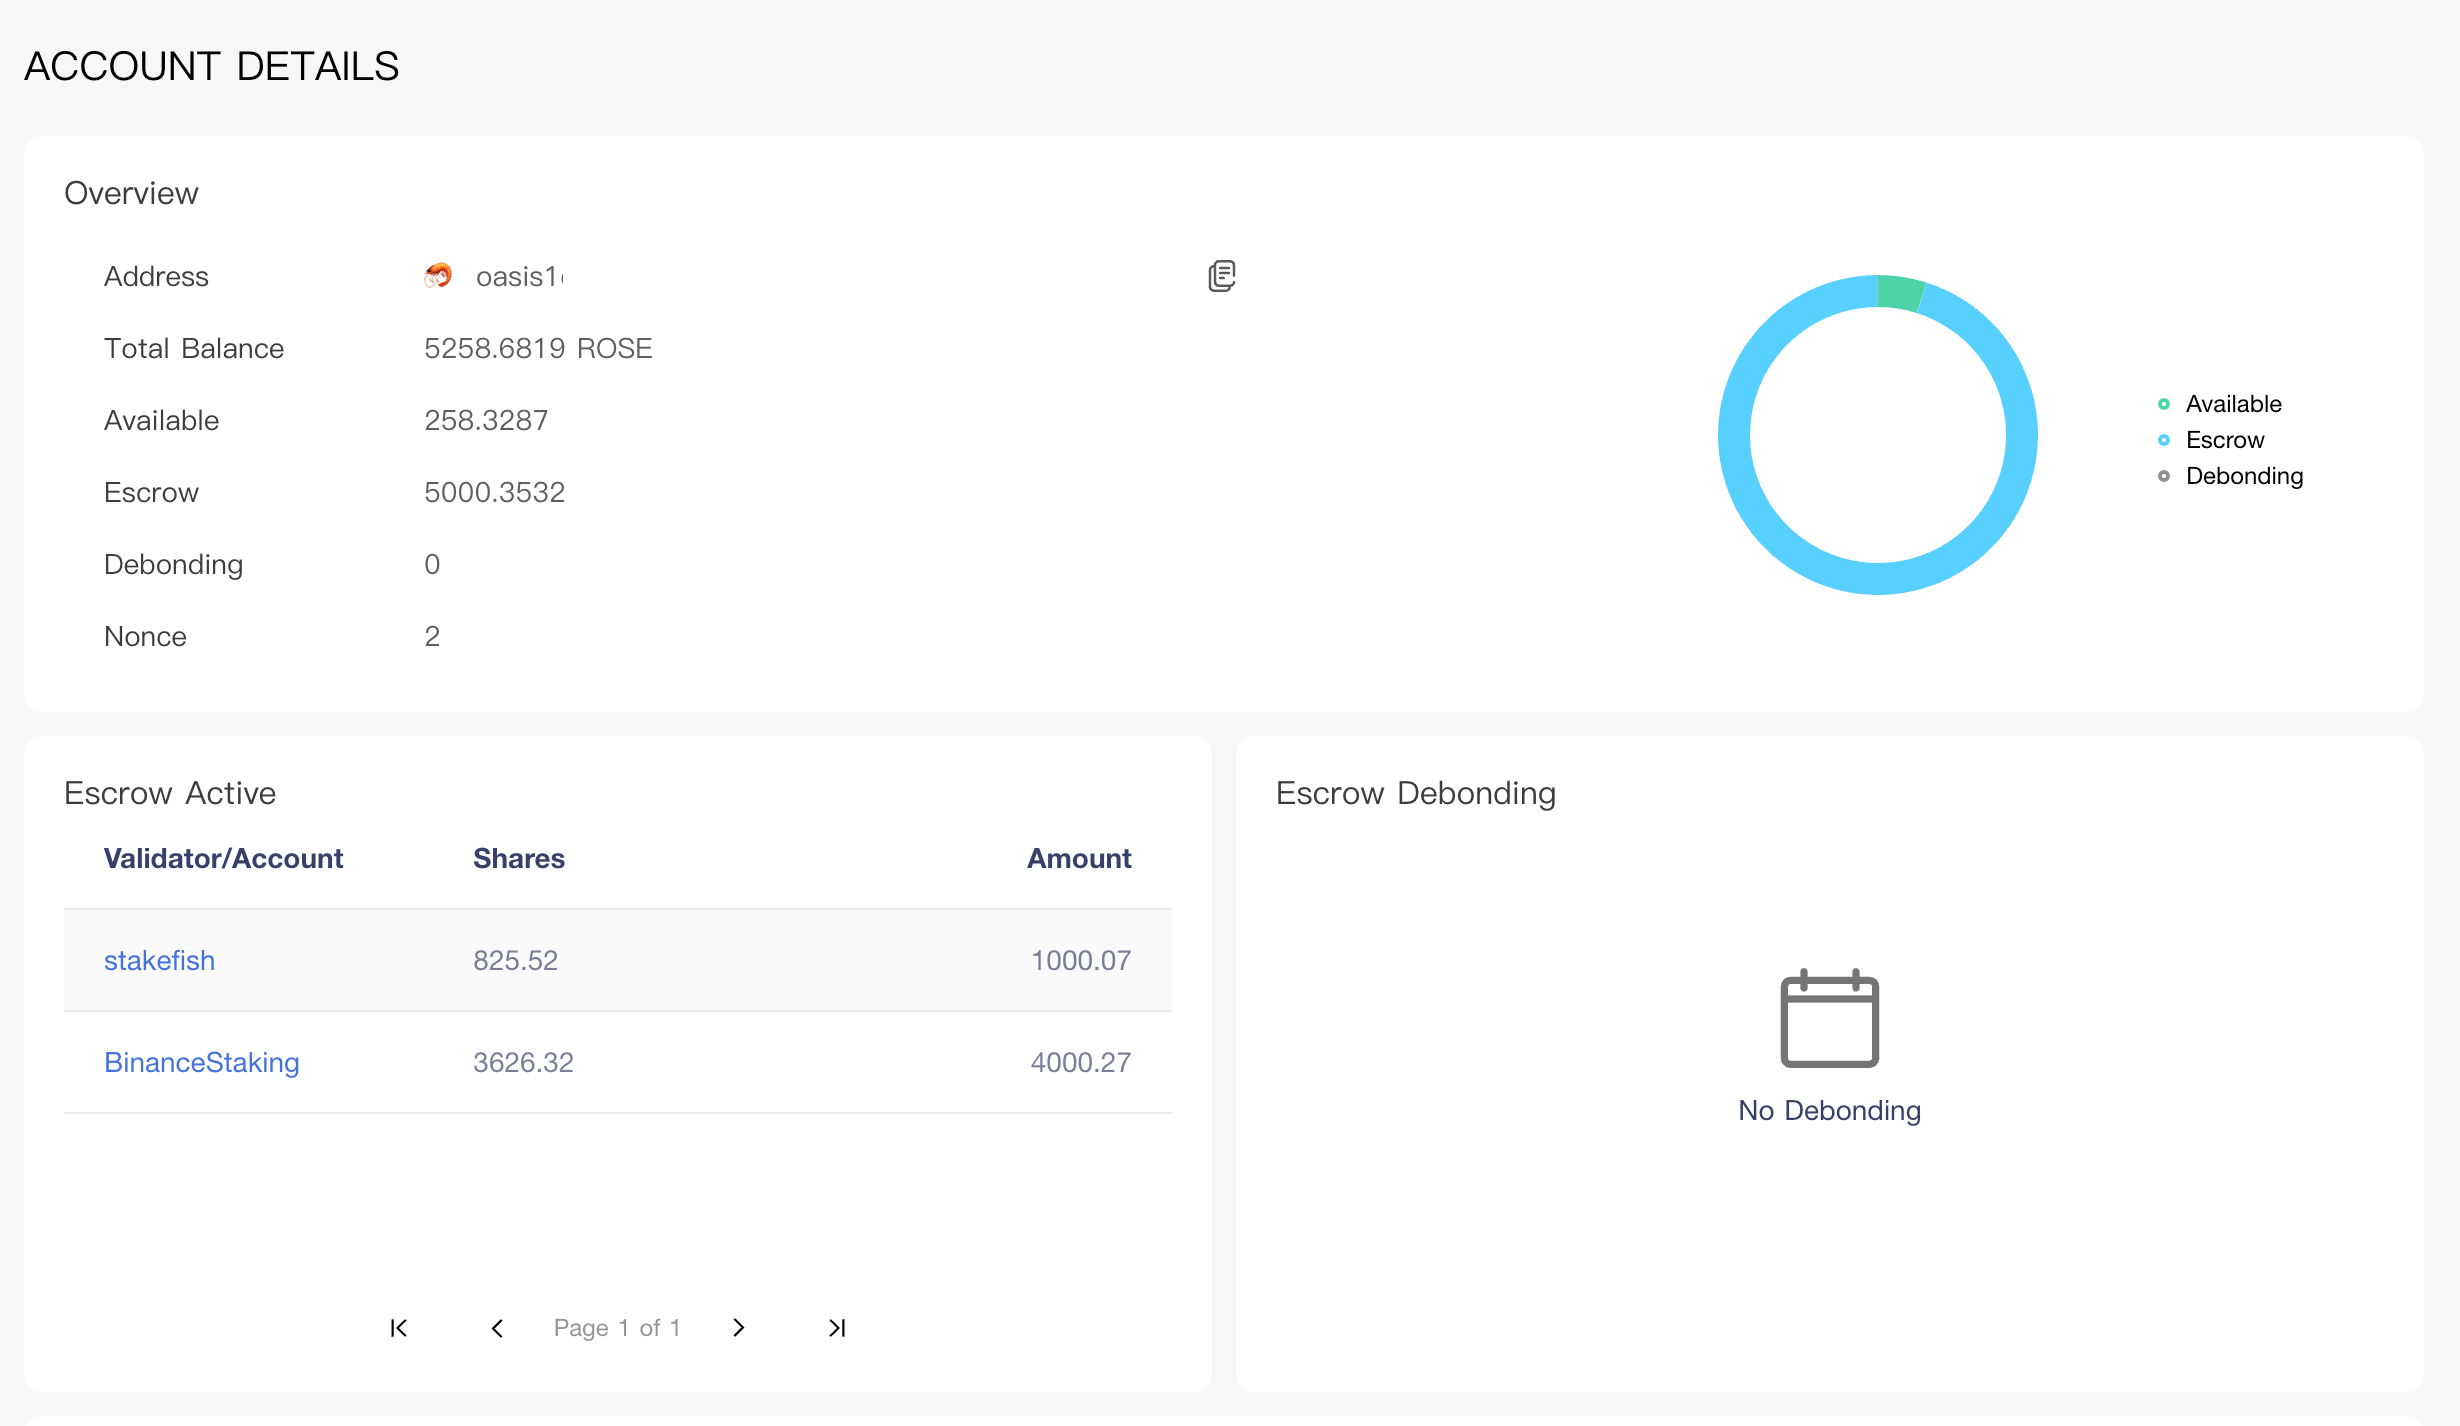 ACCOUNT DETAILS
Overview
Address oasis1
Total Balance 5258.6819 ROSE
Available 258.3287
Escrow 5000.3532
Debonding 0
Nonce 2
Available
Escrow
Debonding
Escrow Active
Validator/Account Shares Amount
stakefish 825.52 1000.07
BinanceStaking 3626.32 4000.27
Page 1 of 1
Escrow Debonding
No Debonding